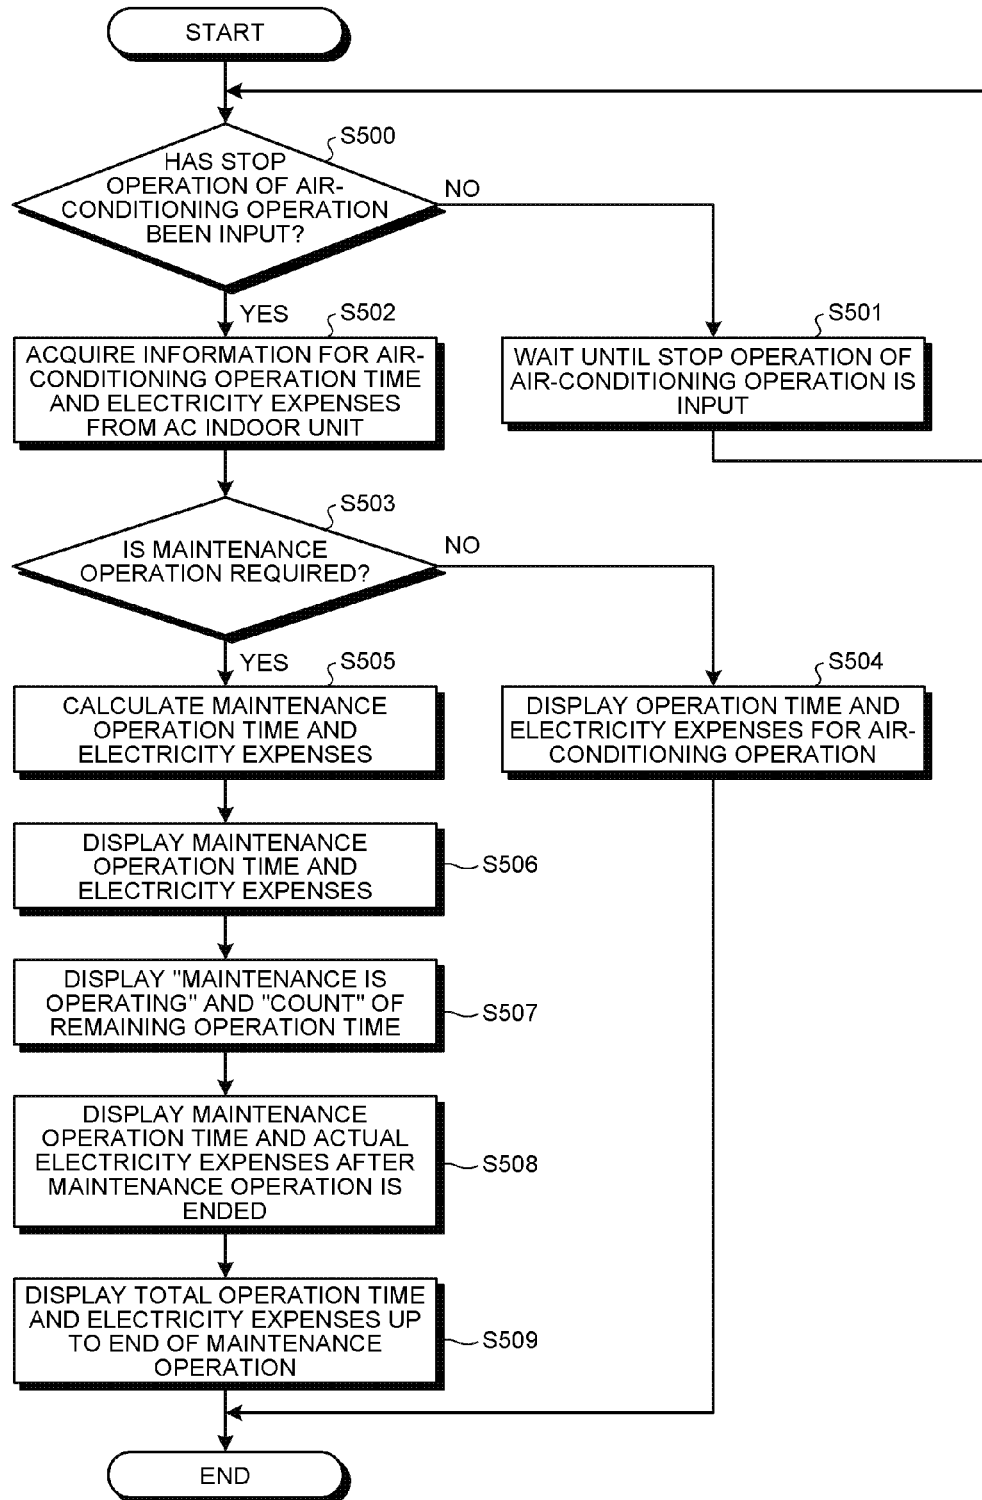 START
S500
HAS STOP
OPERATION OF AIR-
CONDITIONING OPERATION
BEEN INPUT?
NO
YES
S502
ACQUIRE INFORMATION FOR AIR-
CONDITIONING OPERATION TIME
AND ELECTRICITY EXPENSES
FROM AC INDOOR UNIT
S501
WAIT UNTIL STOP OPERATION OF
AIR-CONDITIONING OPERATION IS
INPUT
S503
IS MAINTENANCE
OPERATION REQUIRED?
NO
YES
S505
CALCULATE MAINTENANCE
OPERATION TIME AND
ELECTRICITY EXPENSES
S504
DISPLAY OPERATION TIME AND
ELECTRICITY EXPENSES FOR AIR-
CONDITIONING OPERATION
DISPLAY MAINTENANCE
OPERATION TIME AND
ELECTRICITY EXPENSES
S506
DISPLAY "MAINTENANCE IS
OPERATING" AND "COUNT" OF
REMAINING OPERATION TIME
S507
DISPLAY MAINTENANCE
OPERATION TIME AND ACTUAL
ELECTRICITY EXPENSES AFTER
MAINTENANCE OPERATION IS
ENDED
S508
DISPLAY TOTAL OPERATION TIME
AND ELECTRICITY EXPENSES UP
TO END OF MAINTENANCE
OPERATION
S509
END